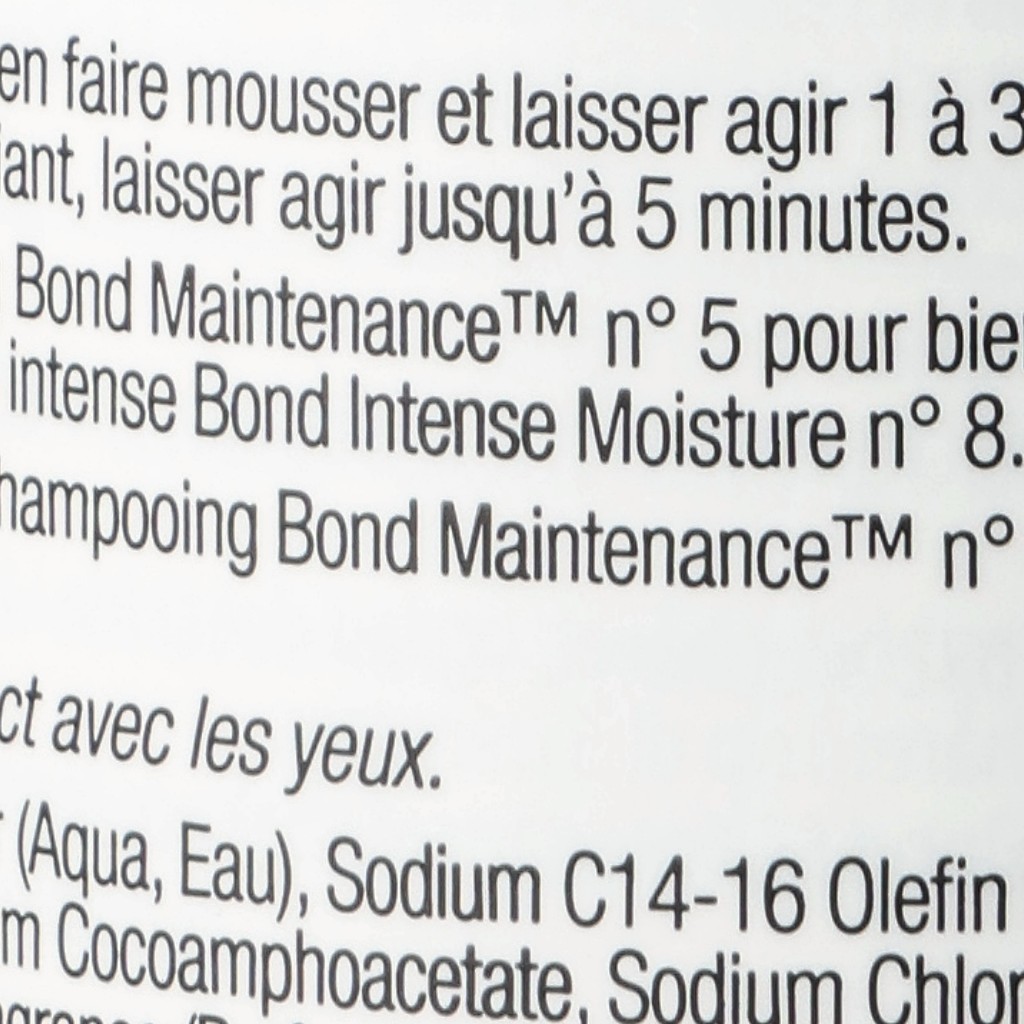 en faire mousser et laisser agir 1 à 3
iant, laisser agir jusqu'à 5 minutes.
Bond Maintenance™ n° 5 pour bie
intense Bond Intense Moisture n° 8.
hampooing Bond Maintenance™ n°
ct avec les yeux.
(Aqua, Eau), Sodium C14-16 Olefin
m Cocoamphoacetate, Sodium Chlor